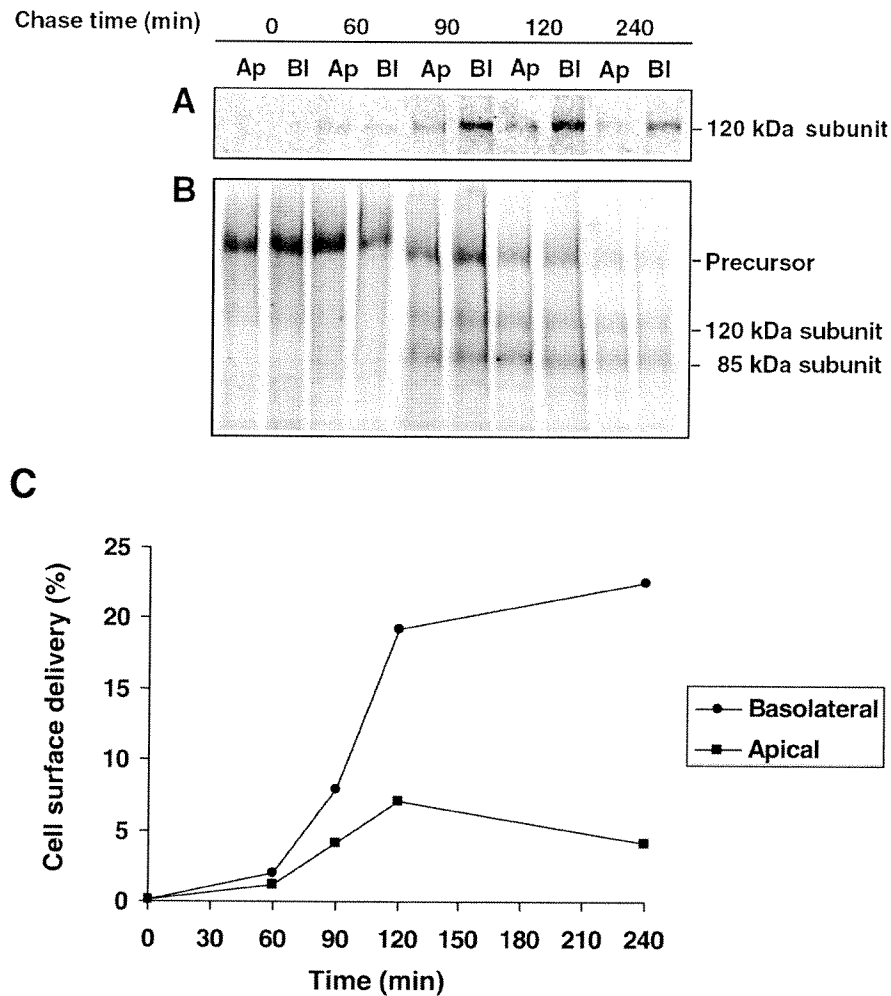 Chase time (min) 0 60 90 120 240
Ap Bl Ap Bl Ap Bl Ap Bl Ap Bl
A
120 kDa subunit
B
Precursor
120 kDa subunit
85 kDa subunit
C
Cell surface delivery (%)
25
20
15
10
5
0
0 30 60 90 120 150 180 210 240
Time (min)
Basolateral
Apical